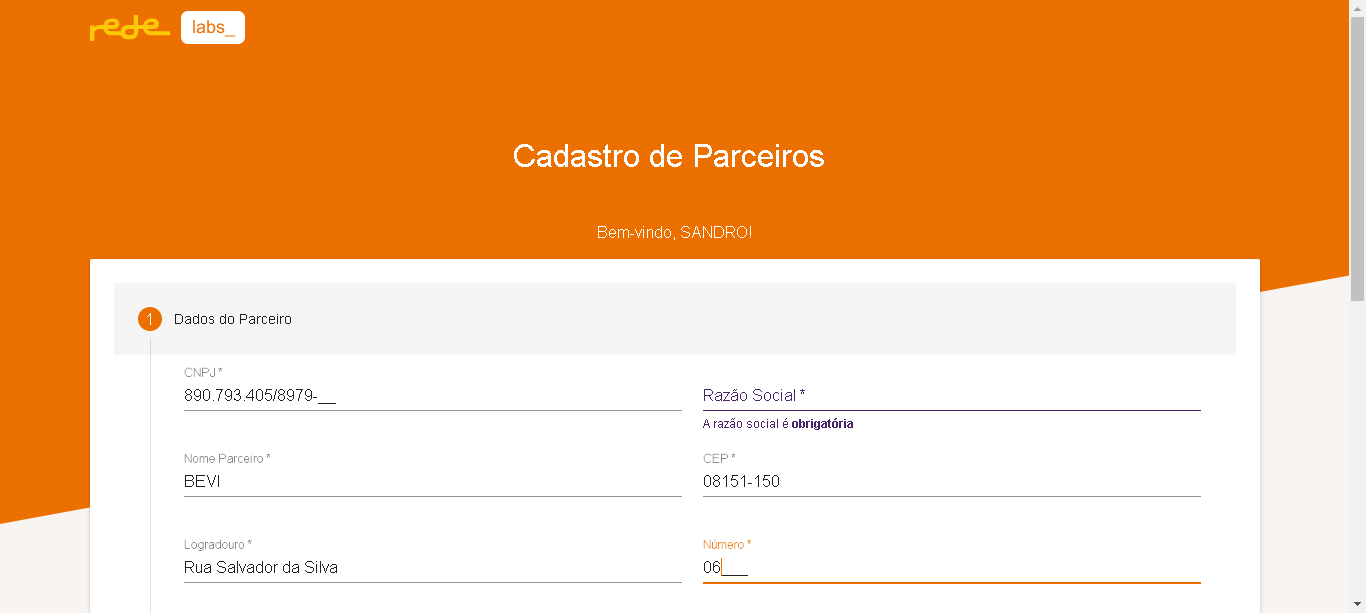 rede labs_
Cadastro de Parceiros
Bem-vindo, SANDRO!
1 Dados do Parceiro
CNPJ *
890.793.405/8979-__
Razão Social *
A razão social é obrigatória
Nome Parceiro *
BEVI
CEP *
08151-150
Logradouro *
Rua Salvador da Silva
Número *
06___